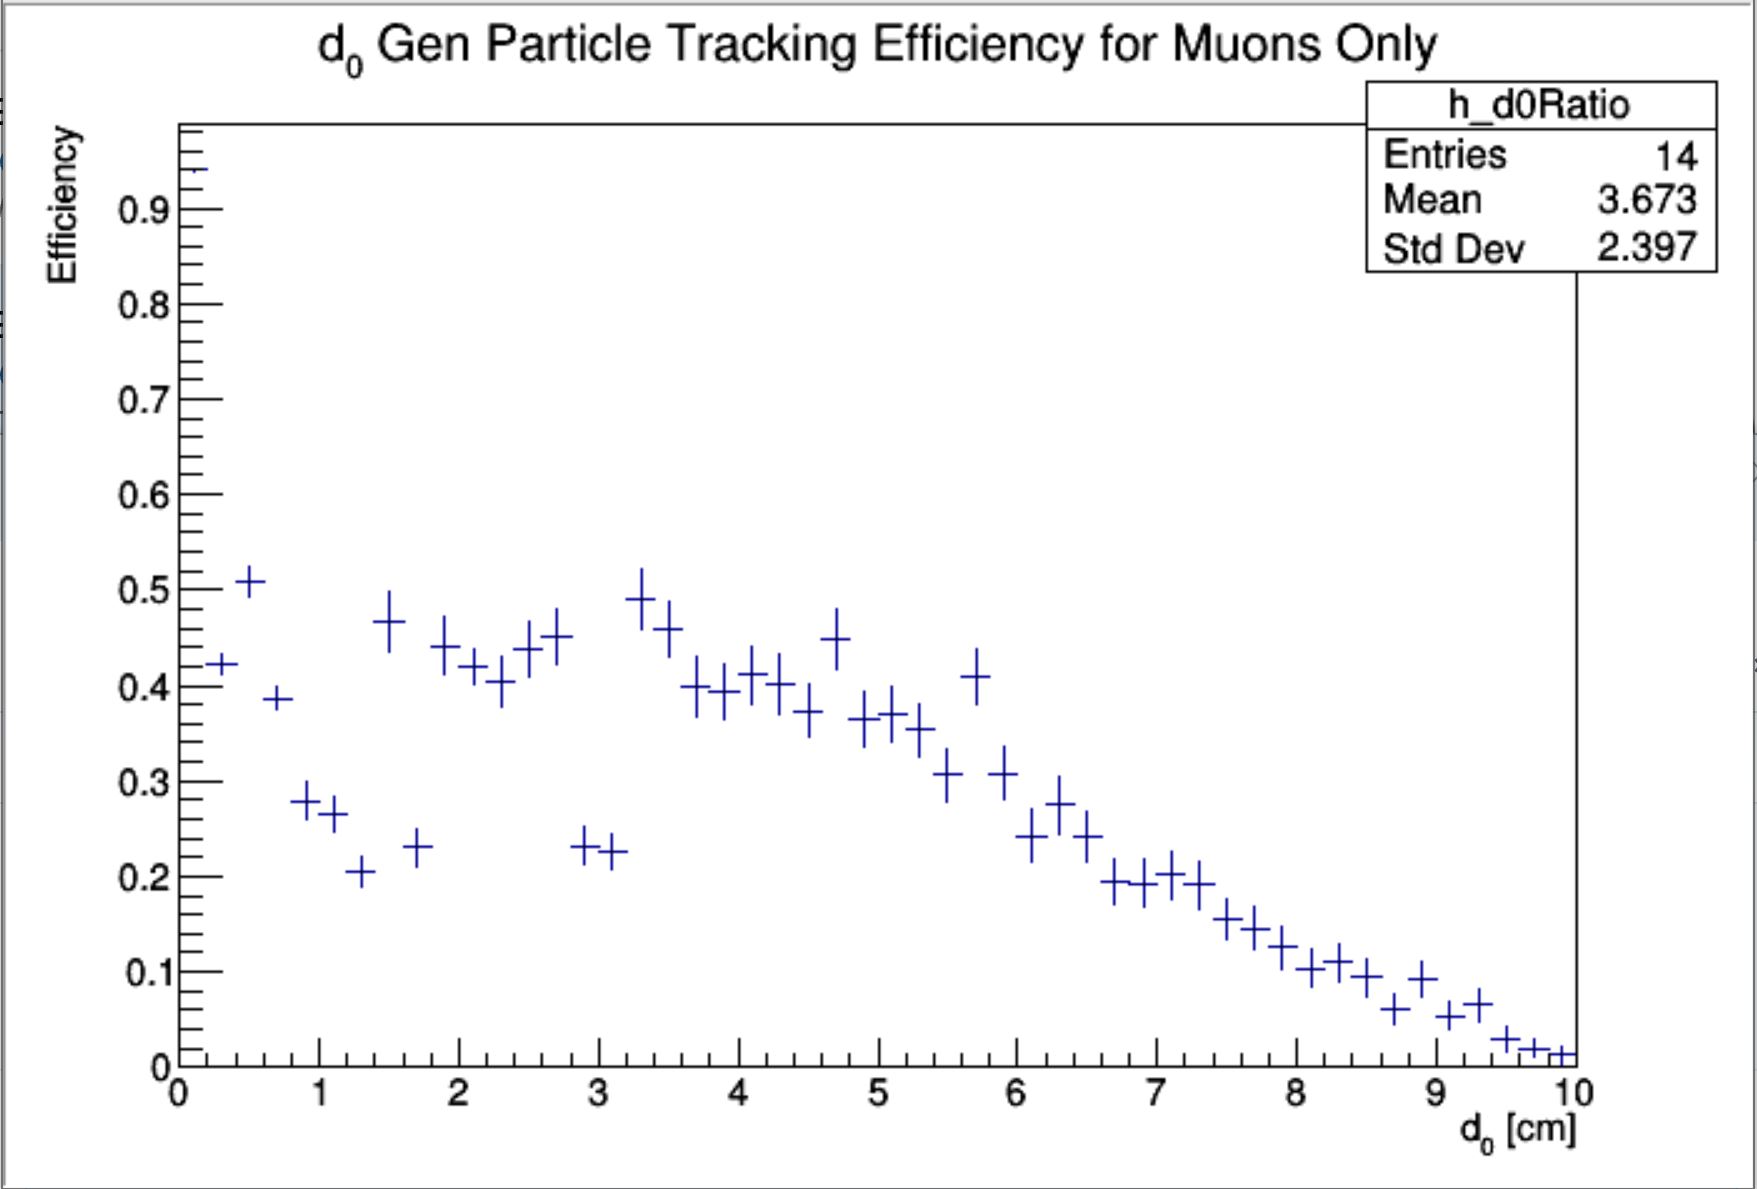 d0 Gen Particle Tracking Efficiency for Muons Only
h_d0Ratio
Entries 14
Mean 3.673
Std Dev 2.397
Efficiency
0.9
0.8
0.7
0.6
0.5
0.4
0.3
0.2
0.1
0
0 1 2 3 4 5 6 7 8 9 10
d0 [cm]